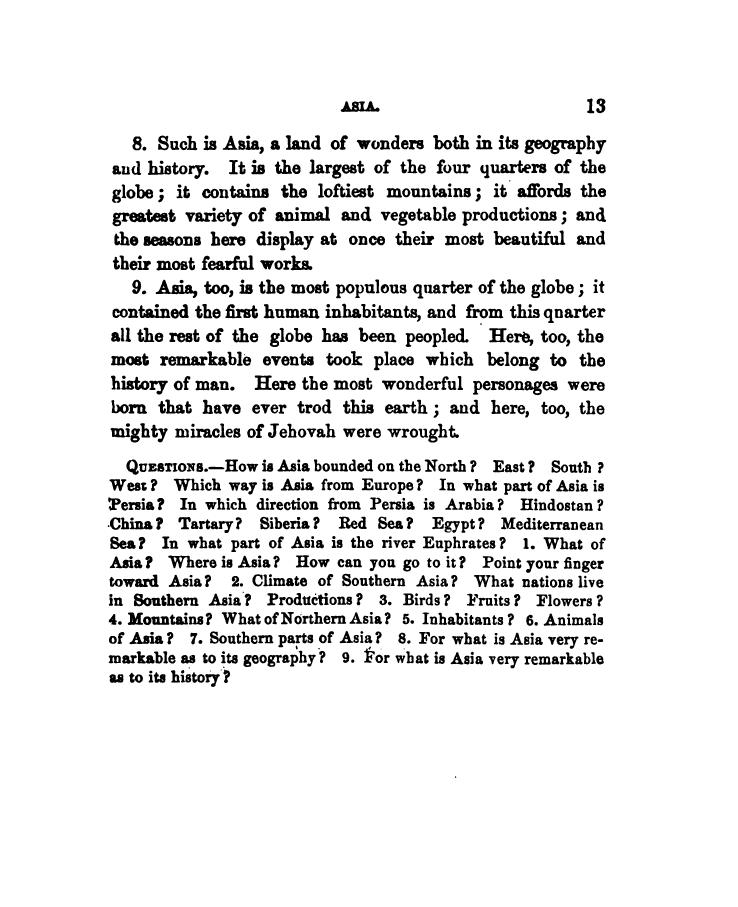 ASIA. 13
8. Such is Asia, a land of wonders both in its geography
and history. It is the largest of the four quarters of the
globe; it contains the loftiest mountains; it affords the
greatest variety of animal and vegetable productions; and
the seasons here display at once their most beautiful and
their most fearful works.
9. Asia, too, is the most populous quarter of the globe; it
contained the first human inhabitants, and from this quarter
all the rest of the globe has been peopled. Here, too, the
most remarkable events took place which belong to the
history of man. Here the most wonderful personages were
born that have ever trod this earth; and here, too, the
mighty miracles of Jehovah were wrought.
QUESTIONS.—How is Asia bounded on the North? East? South?
West? Which way is Asia from Europe? In what part of Asia is
Persia? In which direction from Persia is Arabia? Hindostan?
China? Tartary? Siberia? Red Sea? Egypt? Mediterranean
Sea? In what part of Asia is the river Euphrates? 1. What of
Asia? Where is Asia? How can you go to it? Point your finger
toward Asia? 2. Climate of Southern Asia? What nations live
in Southern Asia? Productions? 3. Birds? Fruits? Flowers?
4. Mountains? What of Northern Asia? 5. Inhabitants? 6. Animals
of Asia? 7. Southern parts of Asia? 8. For what is Asia very re-
markable as to its geography? 9. For what is Asia very remarkable
as to its history?